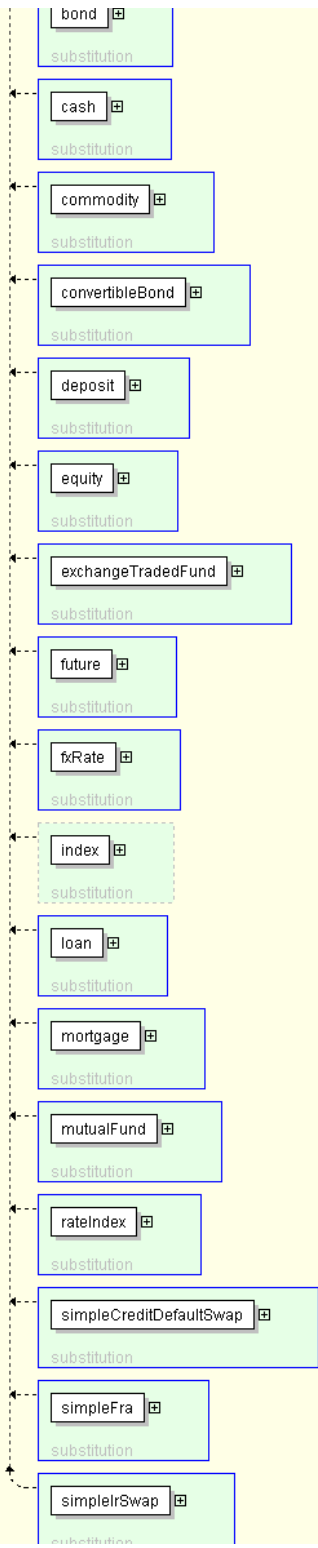 bond
substitution
cash
substitution
commodity
substitution
convertibleBond
substitution
deposit
substitution
equity
substitution
exchangeTradedFund
substitution
future
substitution
fxRate
substitution
index
substitution
loan
substitution
mortgage
substitution
mutualFund
substitution
rateIndex
substitution
simpleCreditDefaultSwap
substitution
simpleFra
substitution
simpleIrSwap
substitution